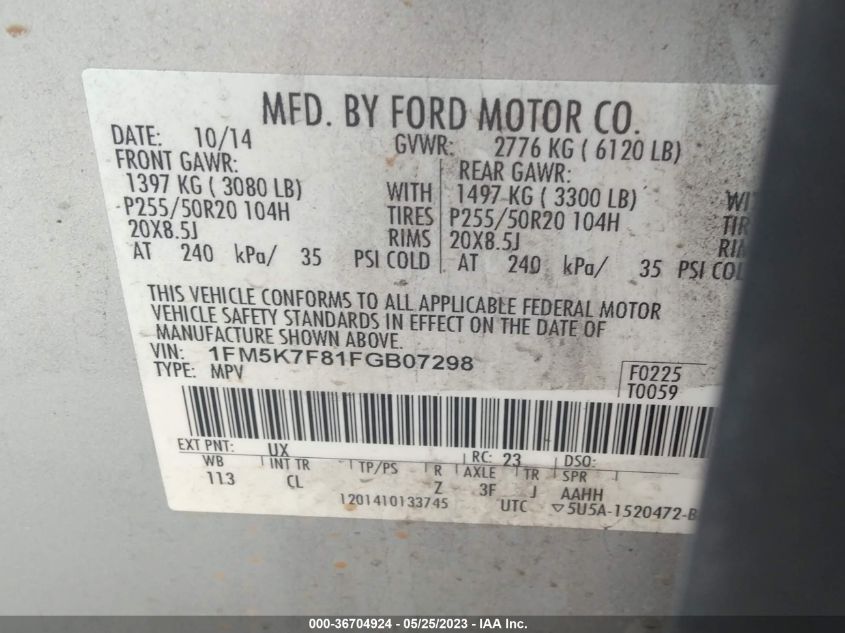 MFD. BY FORD MOTOR CO.
DATE: 10/14 GVWR: 2776 KG ( 6120 LB)
FRONT GAWR: REAR GAWR:
1397 KG ( 3080 LB) WITH 1497 KG ( 3300 LB)
P255/50R20 104H TIRES P255/50R20 104H
20X8.5J RIMS 20X8.5J
AT 240 kPa/ 35 PSI COLD AT 240 kPa/ 35 PSI COL
THIS VEHICLE CONFORMS TO ALL APPLICABLE FEDERAL MOTOR
VEHICLE SAFETY STANDARDS IN EFFECT ON THE DATE OF
MANUFACTURE SHOWN ABOVE.
VIN: 1FM5K7F81FGB07298
TYPE: MPV
F0225
T0059
EXT PNT: UX RC: 23 DSO:
WB INT TR TP/PS R AXLE TR SPR
113 CL Z 3F J AAHH
1201410133745 UTC ▽5U5A-1520472-B
000-36704924 - 05/25/2023 - IAA Inc.